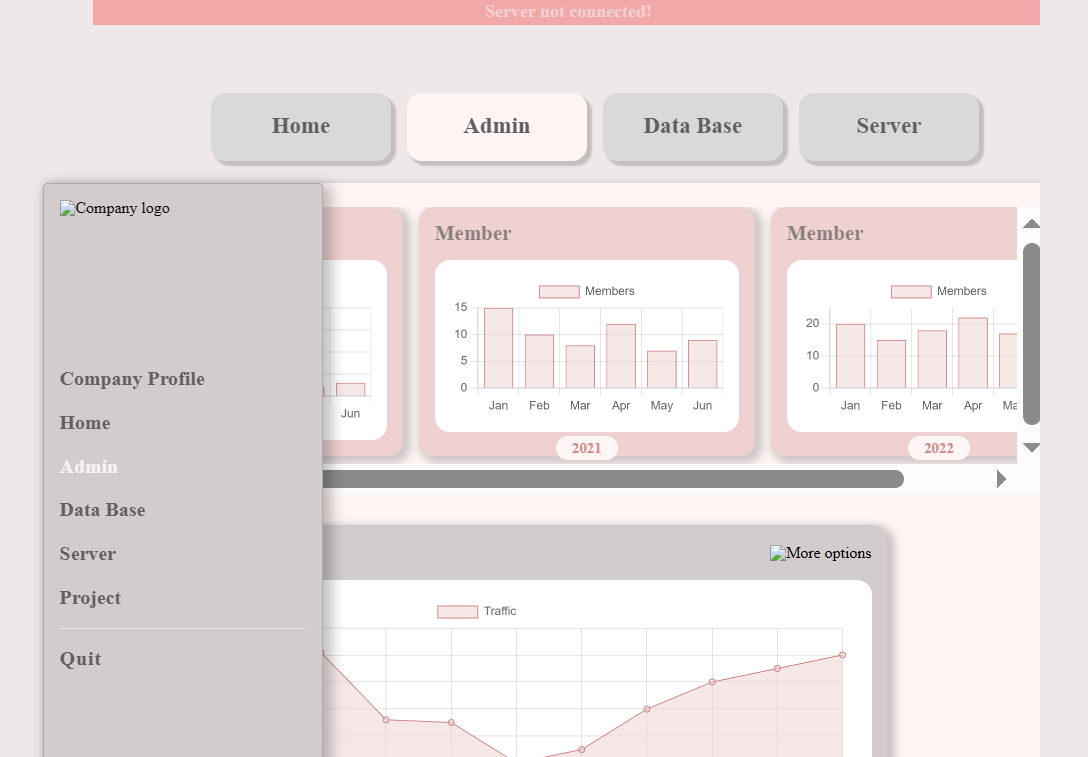 Server not connected!
Home
Admin
Data Base
Server
Company logo
Company Profile
Home
Admin
Data Base
Server
Project
Quit
Jun
Member
Members
15
10
5
0
Jan Feb Mar Apr May Jun
2021
Member
Members
20
10
0
Jan Feb Mar Apr
2022
More options
Traffic